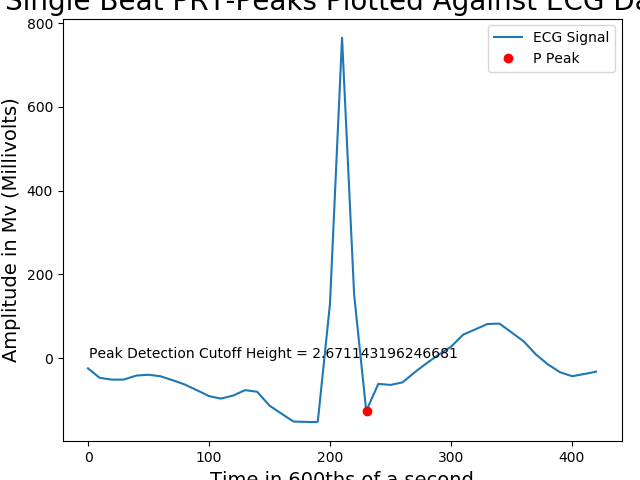 Single Beat PRT-Peaks Plotted Against ECG
800
600
400
200
0
Amplitude in Mv (Millivolts)
ECG Signal
P Peak
Peak Detection Cutoff Height = 2.671143196246681
0
100
200
300
400
Time in 600ths of a second